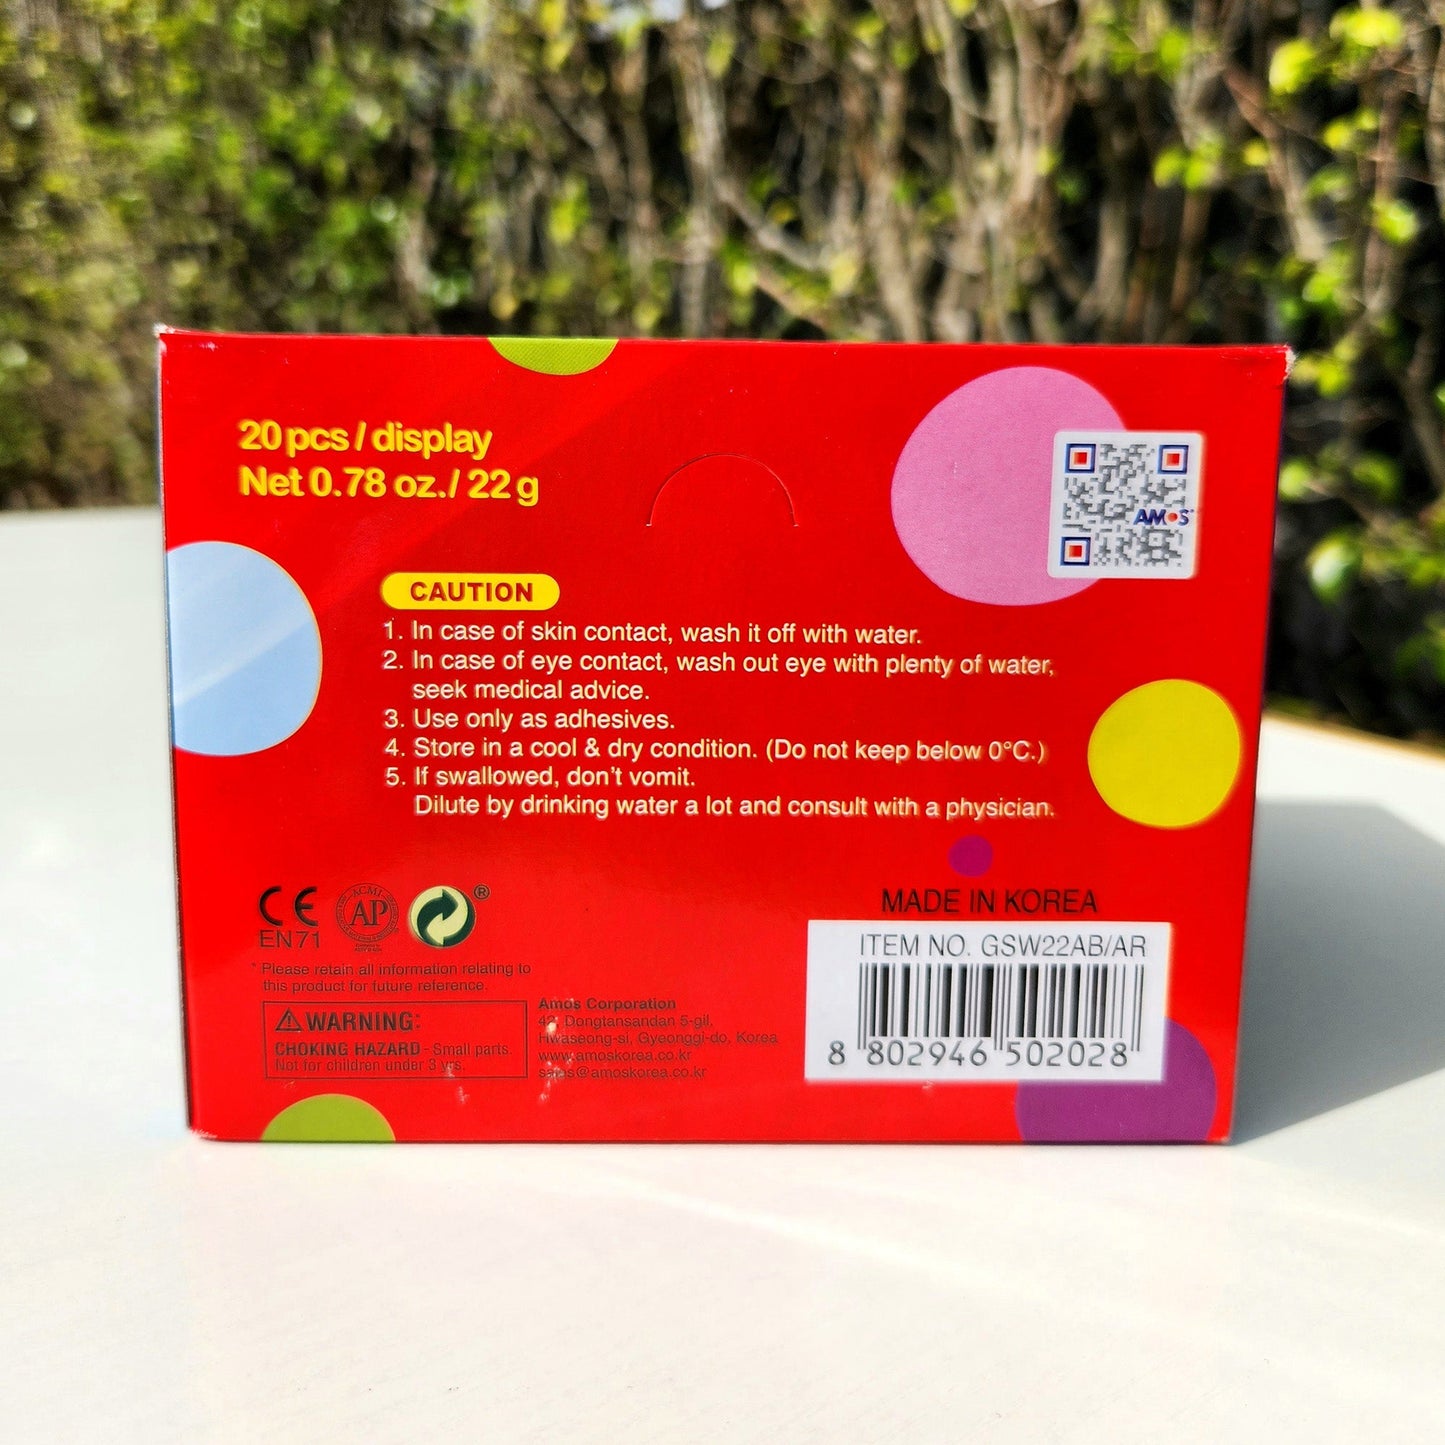 20 pcs / display
Net 0.78 oz. / 22 g
AMOS
CAUTION
1. In case of skin contact, wash it off with water.
2. In case of eye contact, wash out eye with plenty of water,
seek medical advice.
3. Use only as adhesives.
4. Store in a cool & dry condition. (Do not keep below 0°C.)
5. If swallowed, don't vomit.
Dilute by drinking water a lot and consult with a physician.
CE
EN71
ACMI
AP
®
* Please retain all information relating to
this product for future reference.
⚠WARNING:
CHOKING HAZARD - Small parts.
Not for children under 3 yrs.
Amos Corporation
Dongtansandan 5-gil,
Hwaseong-si, Gyeonggi-do, Korea
www.amoskorea.co.kr
sales@amoskorea.co.kr
MADE IN KOREA
ITEM NO. GSW22AB/AR
8 802946 502028